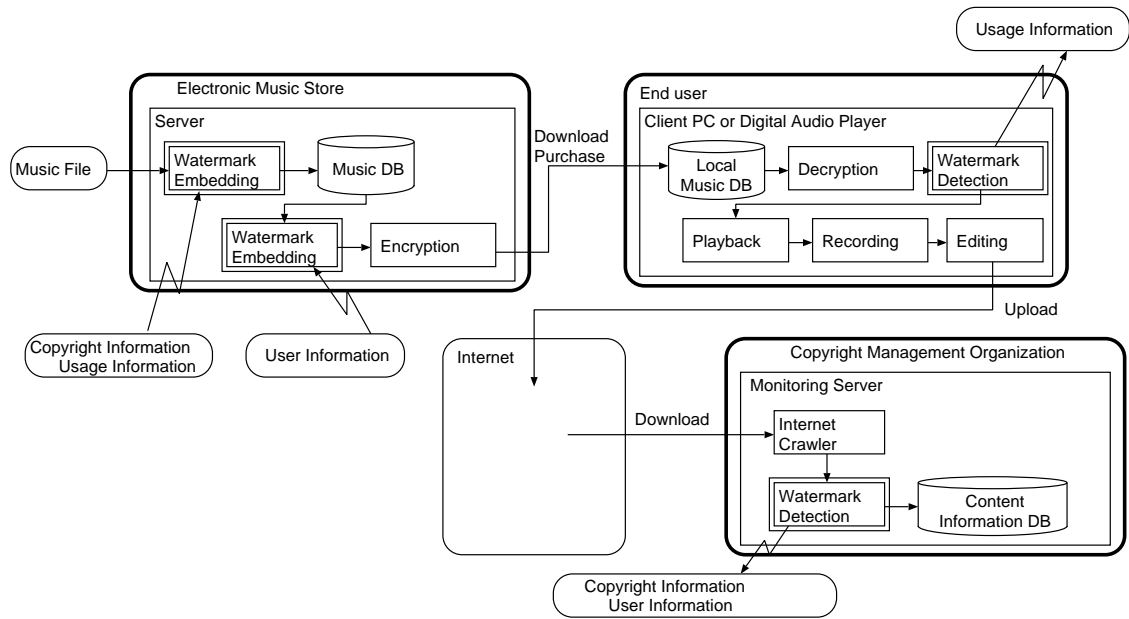 Usage Information
Electronic Music Store
Server
Music File
Watermark
Embedding
Music DB
Watermark
Embedding
Encryption
Copyright Information
Usage Information
User Information
Download
Purchase
End user
Client PC or Digital Audio Player
Local
Music DB
Decryption
Watermark
Detection
Playback
Recording
Editing
Upload
Internet
Download
Copyright Management Organization
Monitoring Server
Internet
Crawler
Watermark
Detection
Content
Information DB
Copyright Information
User Information